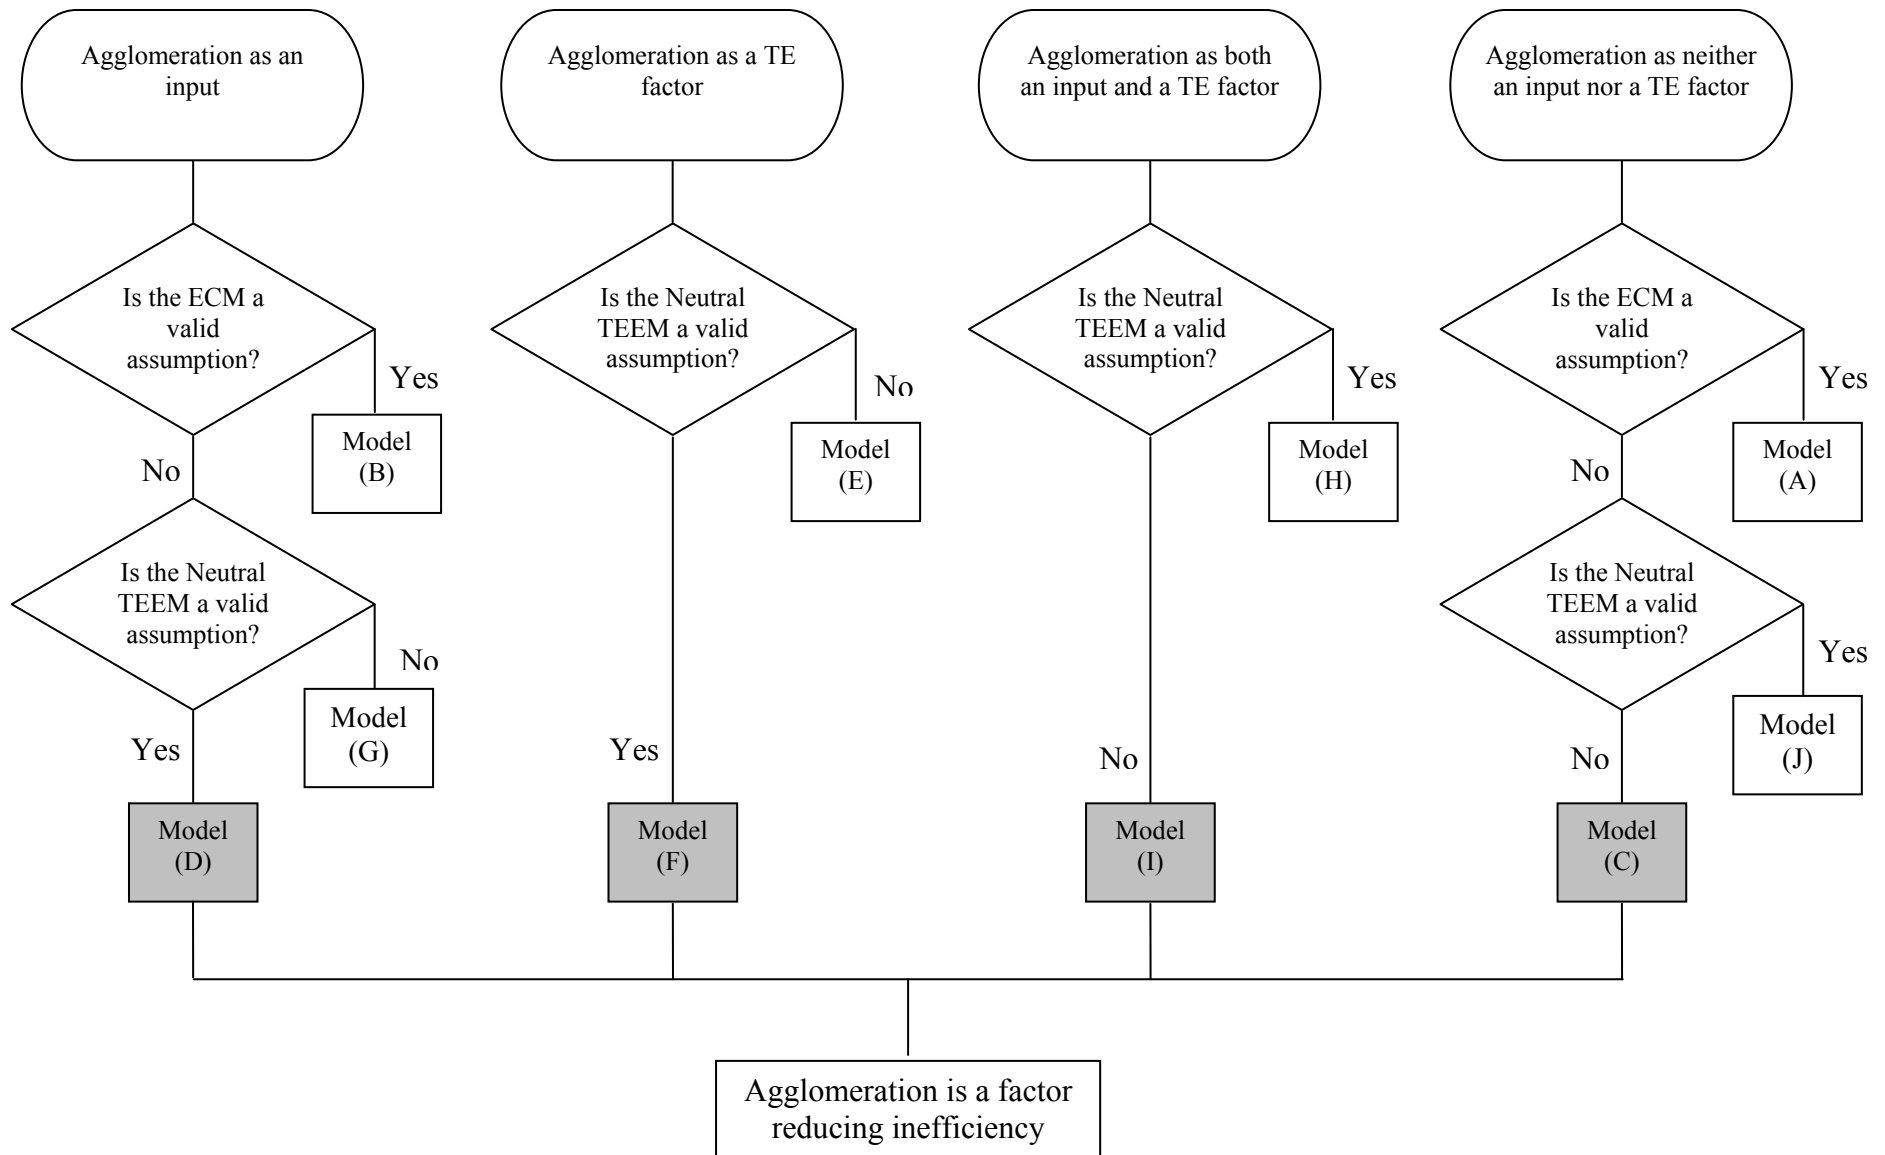 Agglomeration as an
input
Agglomeration as a TE
factor
Agglomeration as both
an input and a TE factor
Agglomeration as neither
an input nor a TE factor
Is the ECM a
valid
assumption?
Yes
Model
(B)
No
Is the Neutral
TEEM a valid
assumption?
No
Model
(E)
Is the Neutral
TEEM a valid
assumption?
Yes
Model
(H)
Is the ECM a
valid
assumption?
Yes
Model
(A)
No
Is the Neutral
TEEM a valid
assumption?
No
Model
(G)
Yes
Yes
No
Is the Neutral
TEEM a valid
assumption?
Yes
Model
(J)
No
Model
(D)
Model
(F)
Model
(I)
Model
(C)
Agglomeration is a factor
reducing inefficiency